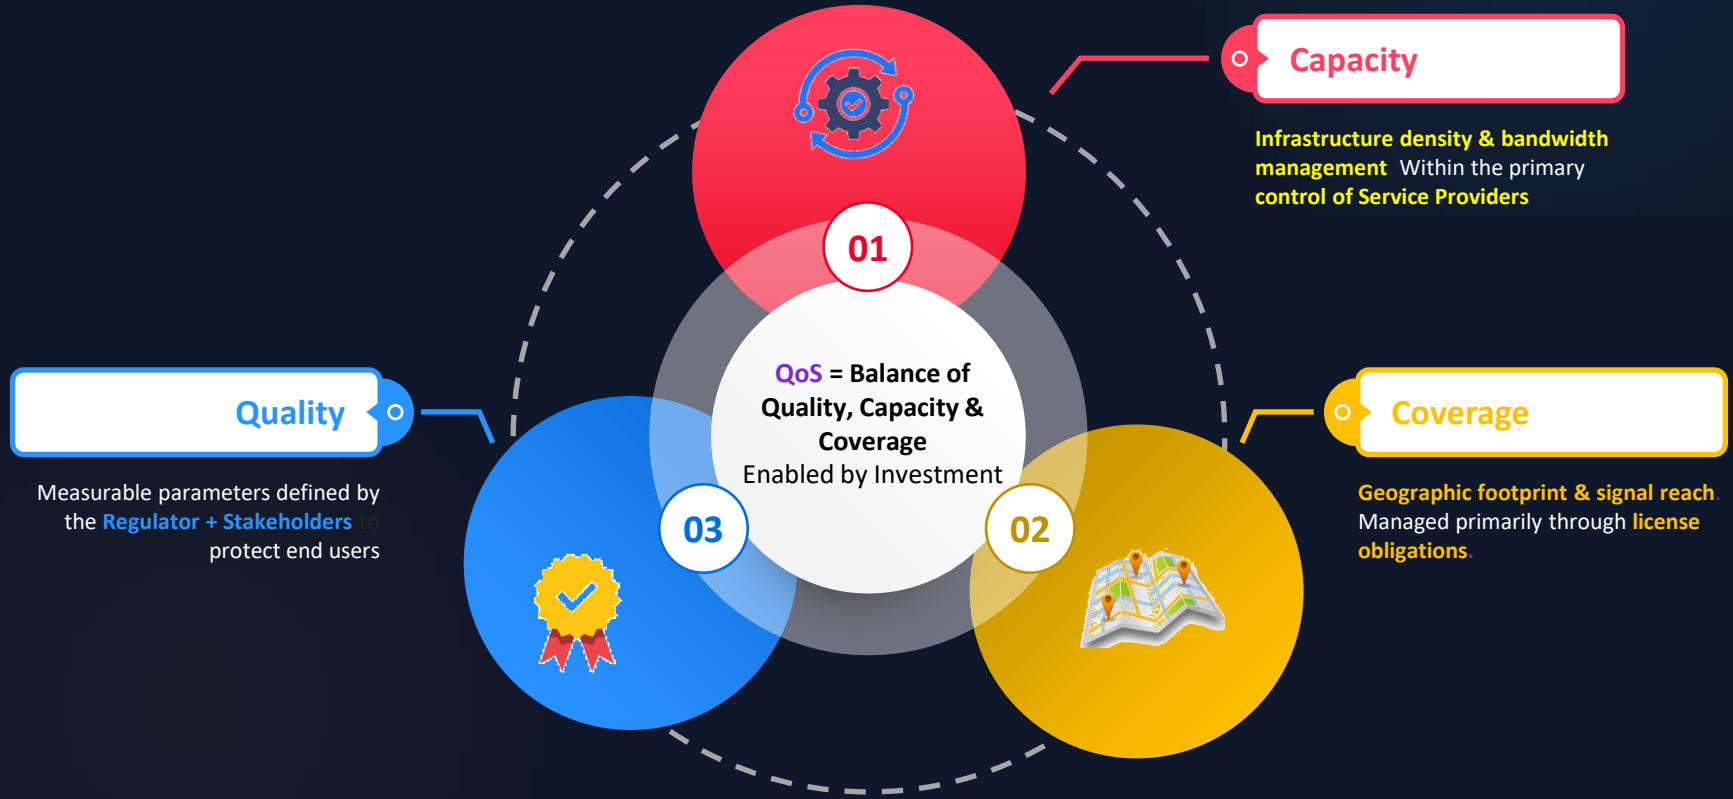 Capacity
Infrastructure density & bandwidth
management Within the primary
control of Service Providers
01
QoS = Balance of
Quality, Capacity &
Coverage
Enabled by Investment
Quality
Measurable parameters defined by
the Regulator + Stakeholders to
protect end users
03
02
Coverage
Geographic footprint & signal reach.
Managed primarily through license
obligations.